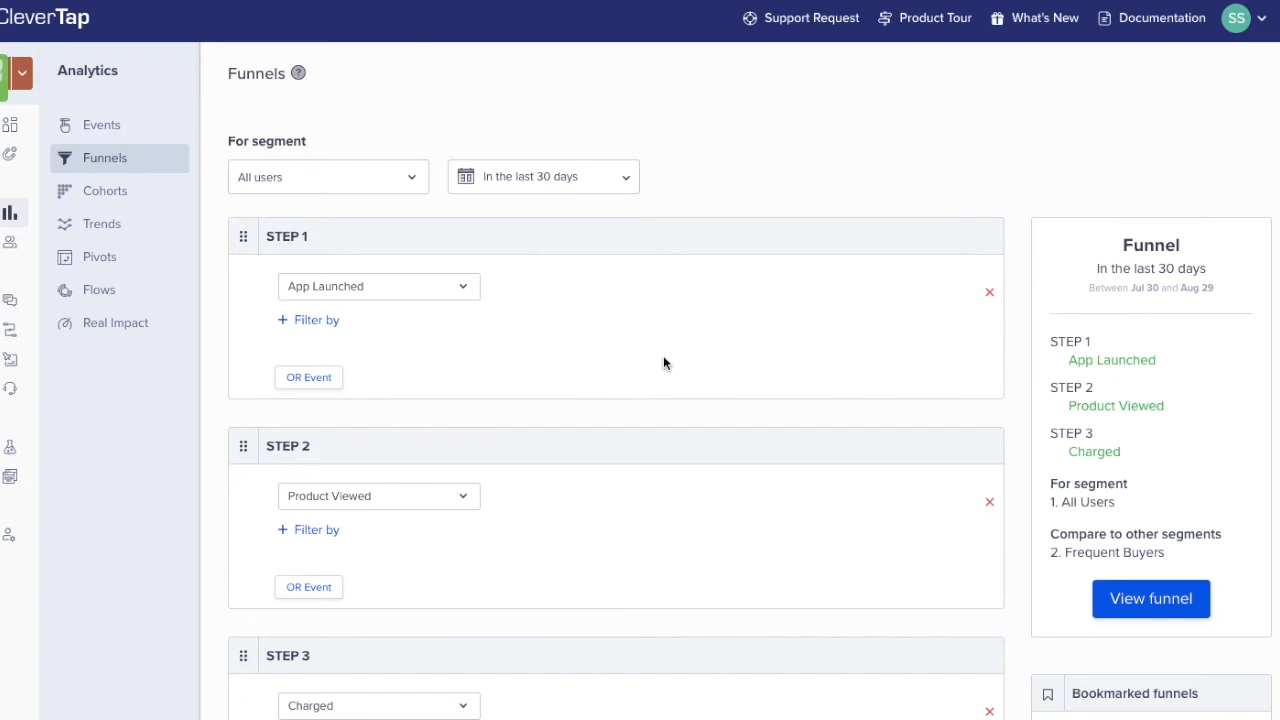 CleverTap
Support Request
Product Tour
What's New
Documentation
SS
Analytics
Events
Funnels
Cohorts
Trends
Pivots
Flows
Real Impact
Funnels ?
For segment
All users
In the last 30 days
STEP 1
App Launched
+ Filter by
OR Event
STEP 2
Product Viewed
+ Filter by
OR Event
STEP 3
Charged
Funnel
In the last 30 days
Between Jul 30 and Aug 29
STEP 1
App Launched
STEP 2
Product Viewed
STEP 3
Charged
For segment
1. All Users
Compare to other segments
2. Frequent Buyers
View funnel
Bookmarked funnels